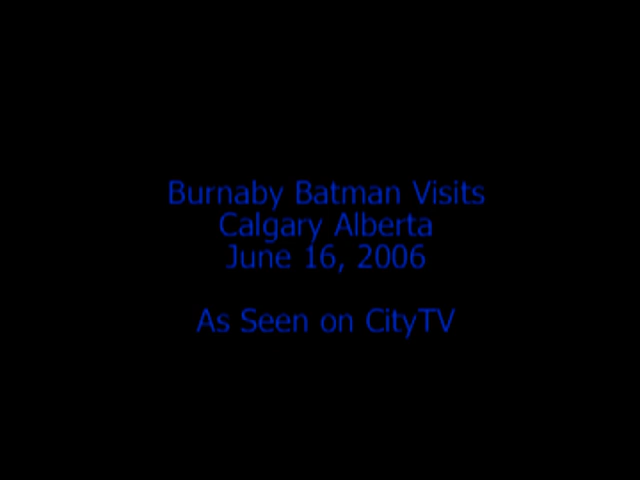 Burnaby Batman Visits
Calgary Alberta
June 16, 2006
As Seen on CityTV